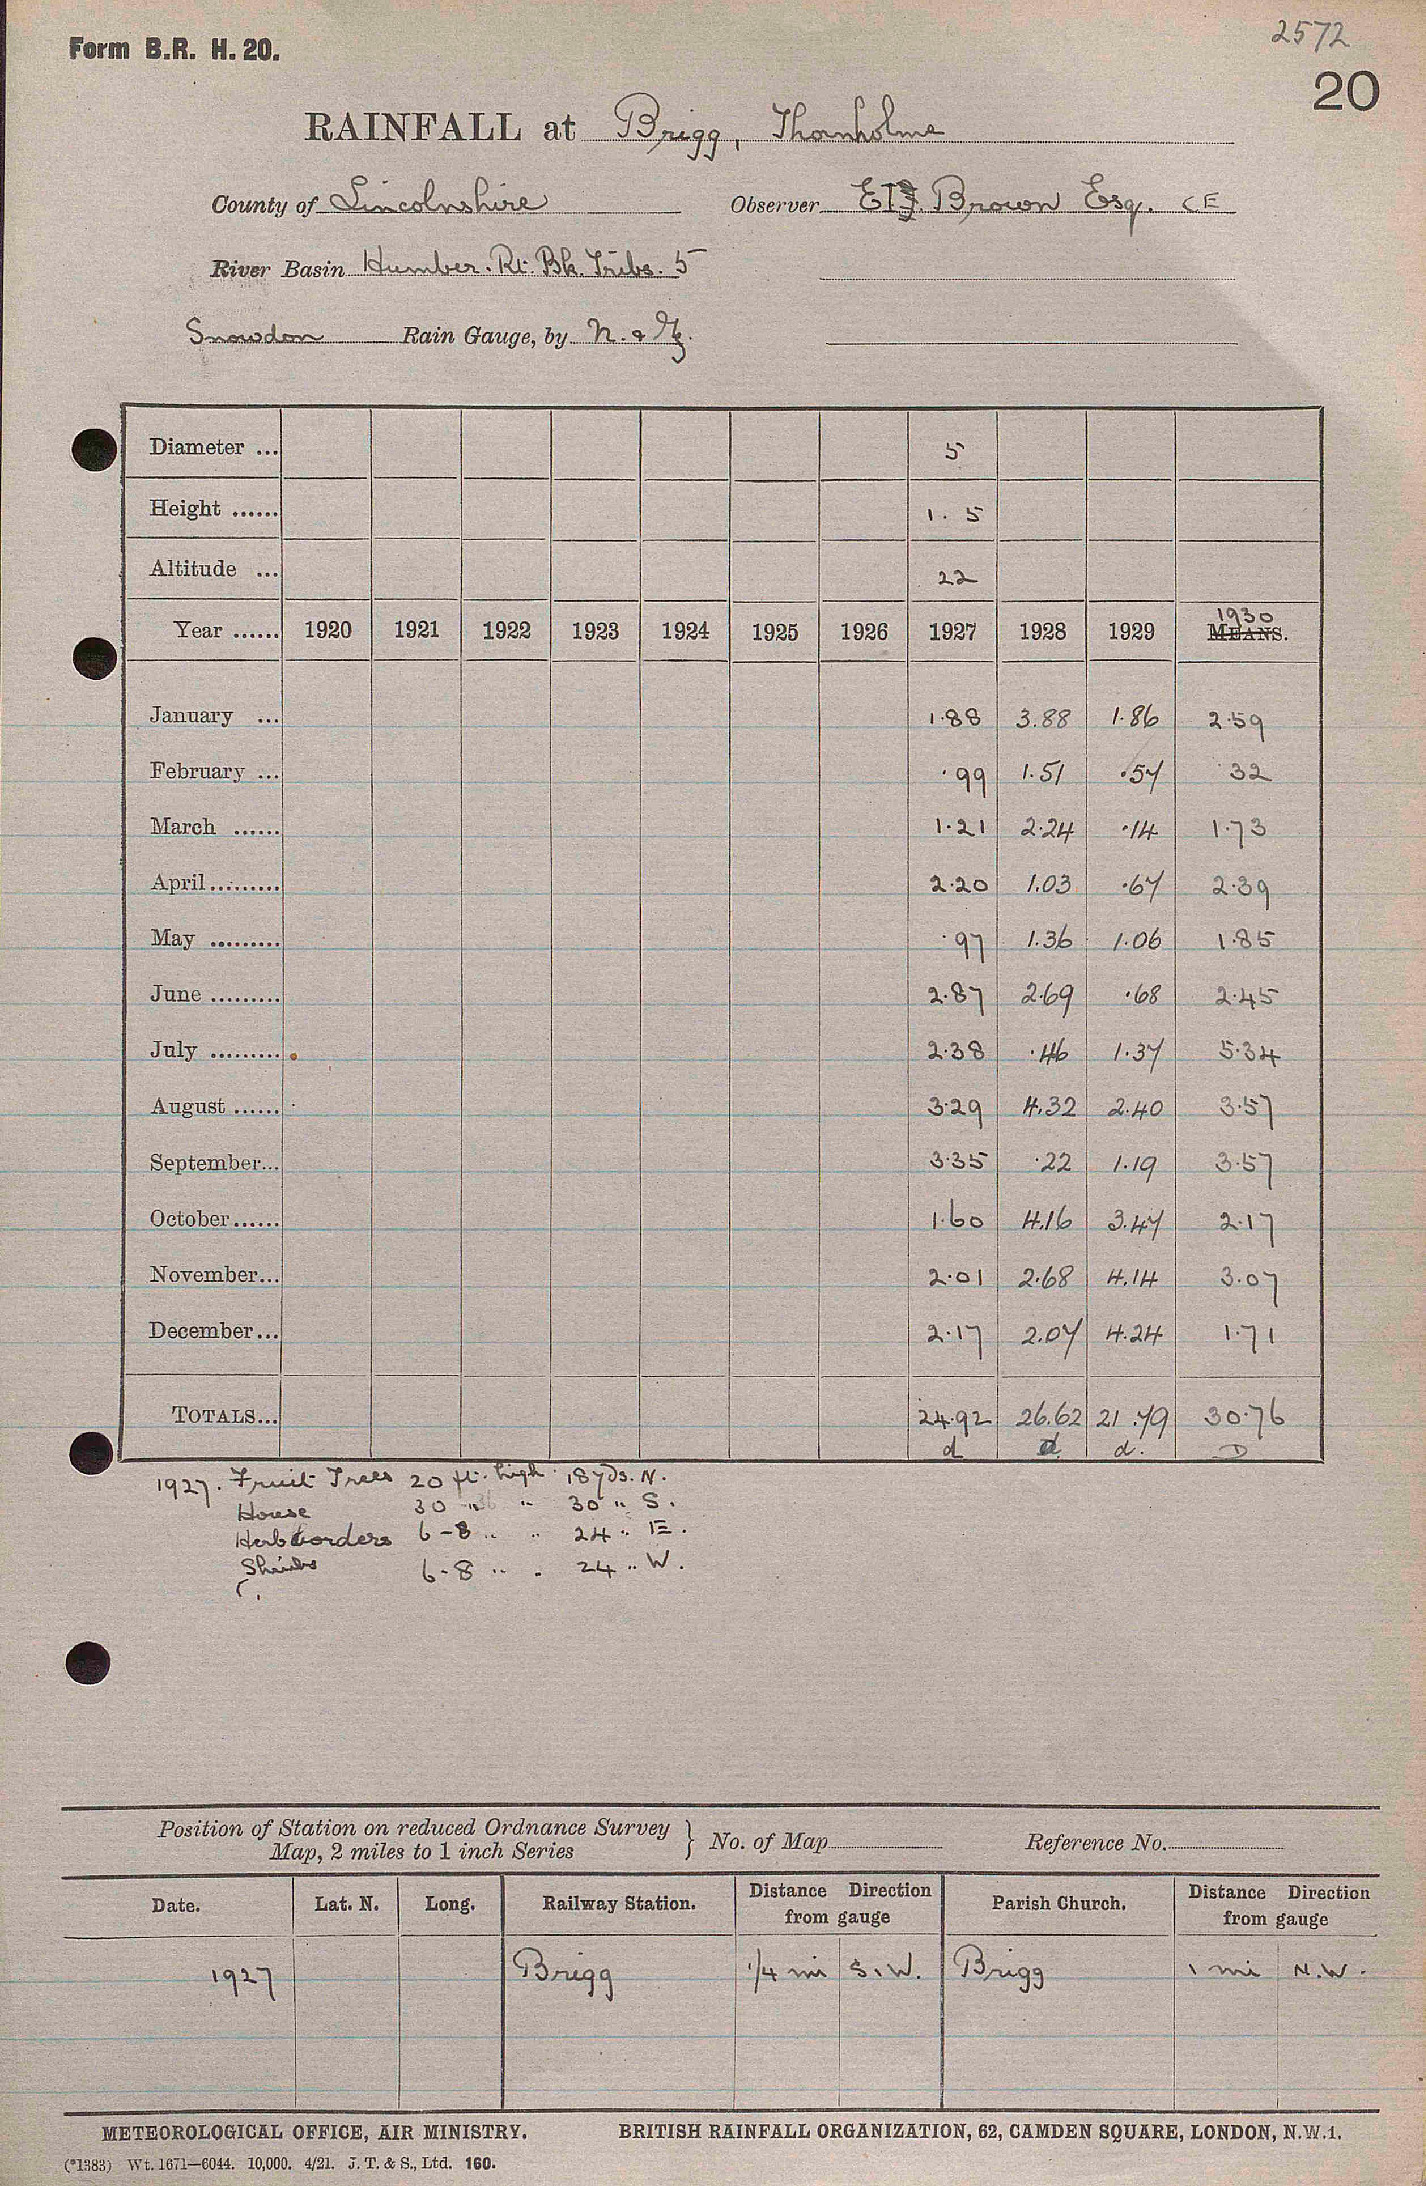 2572
Form B.R. H. 20.
20
RAINFALL at Brigg, Thornholme
County of Lincolnshire Observer Brown Esq. CE
River Basin Humber. Rt. Bk. Tribs. 5
Snowdon Rain Gauge, by N. & Z.
Diameter ... 5
Height ...... 1. 5
Altitude ... 22
1930
Year ...... 1920 1921 1922 1923 1924 1925 1926 1927 1928 1929 MEANS.
January ... 1.88 3.88 1.86 2.59
February ... .99 1.51 .57 .32
March ...... 1.21 2.24 .14 1.73
April......... 2.20 1.03 .67 2.39
May ......... .97 1.36 1.06 1.85
June ......... 2.87 2.69 .68 2.45
July ......... 2.38 .46 1.37 5.34
August ...... 3.29 4.32 2.40 3.57
September... 3.35 .22 1.19 3.57
October...... 1.60 4.16 3.47 2.17
November... 2.01 2.68 4.14 3.07
December... 2.17 2.07 4.24 1.71
TOTALS... 24.92 26.62 21.79 30.76
d d d. D
1927. Fruit Trees 20 ft. high 18 yds. N.
House 30 " " 30 " S.
Herb borders 6-8 " " 24 " E.
Shrubs 6-8 " " 24 " W.
Position of Station on reduced Ordnance Survey
Map, 2 miles to 1 inch Series } No. of Map Reference No.
Date. Lat. N. Long. Railway Station. Distance Direction from gauge Parish Church. Distance Direction from gauge
1927 Brigg 1/4 mi S.W. Brigg 1 mi N.W.
METEOROLOGICAL OFFICE, AIR MINISTRY. BRITISH RAINFALL ORGANIZATION, 62, CAMDEN SQUARE, LONDON, N.W.1.
(*1383) Wt. 1671—6044. 10,000. 4/21. J. T. & S., Ltd. 160.